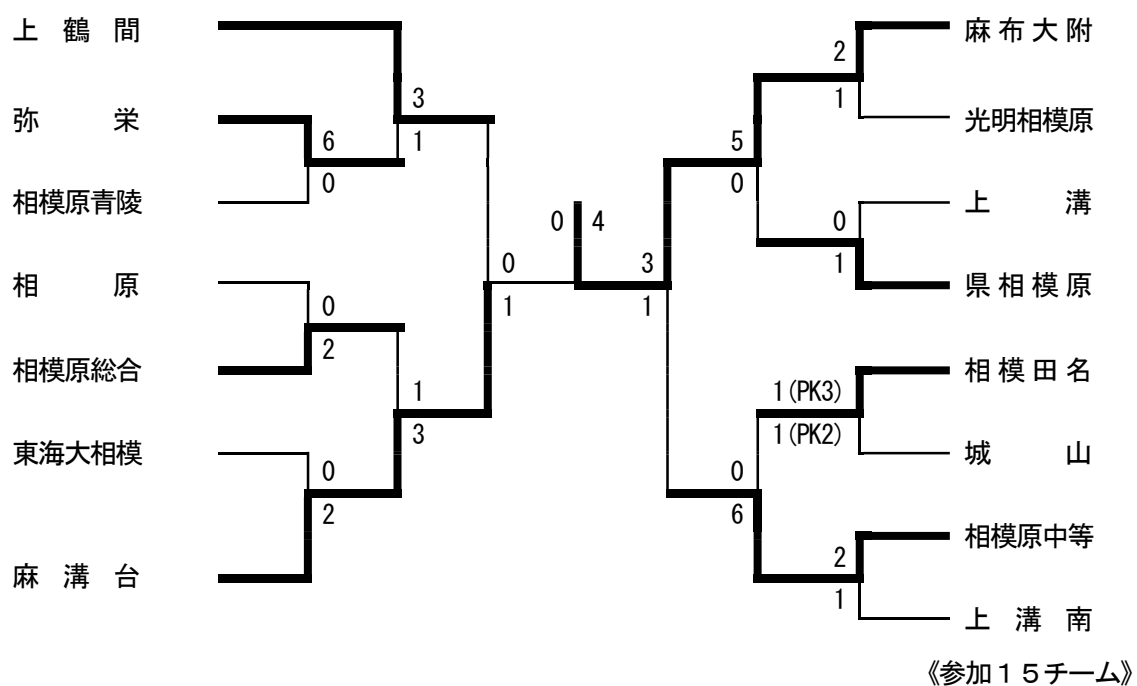 上 鶴 間
麻 布 大 附
2
3
弥 栄
1
光明相模原
6
1
5
0
0
相模原青陵
上 溝
0 4
0
0
3
相 原
1
県 相 模 原
0
1
1
2
相模原総合
相 模 田 名
1
1(PK3)
3
1(PK2)
東海大相模
城 山
0
0
2
6
相模原中等
2
麻 溝 台
1
上 溝 南
《参加15チーム》